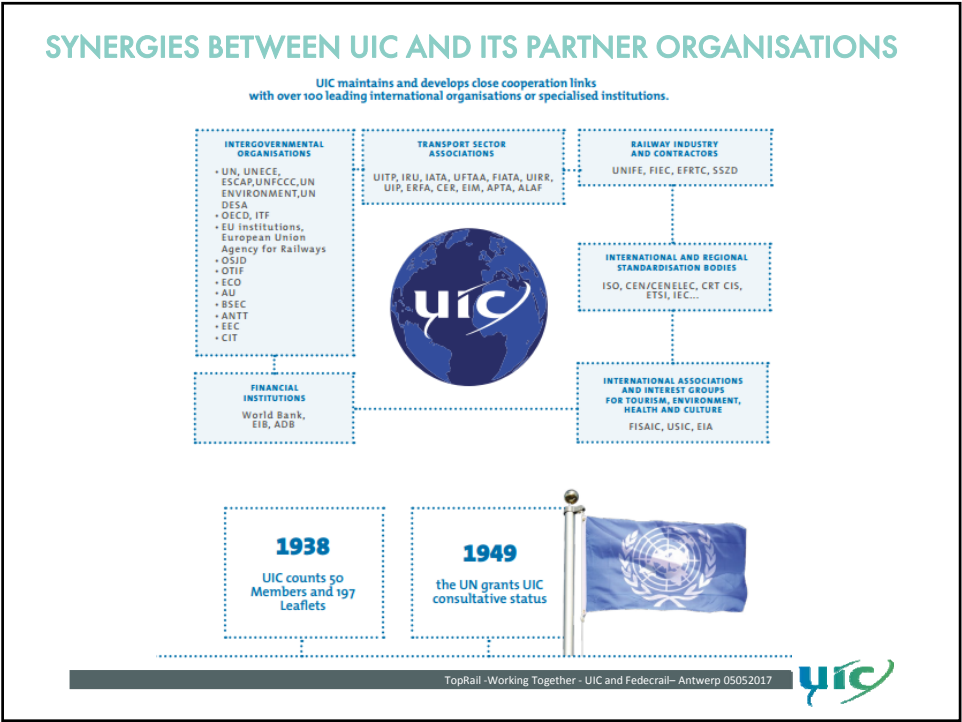 SYNERGIES BETWEEN UIC AND ITS PARTNER ORGANISATIONS
UIC maintains and develops close cooperation links
with over 100 leading international organisations or specialised institutions.
INTERGOVERNMENTAL
ORGANISATIONS
• UN, UNECE,
ESCAP,UNFCCC,UN
ENVIRONMENT,UN
DESA
• OECD, ITF
• EU institutions,
European Union
Agency for Railways
• OSJD
• OTIF
• ECO
• AU
• BSEC
• ANTT
• EEC
• CIT
TRANSPORT SECTOR
ASSOCIATIONS
UITP, IRU, IATA, UFTAA, FIATA, UIRR,
UIP, ERFA, CER, EIM, APTA, ALAF
RAILWAY INDUSTRY
AND CONTRACTORS
UNIFE, FIEC, EFRTC, SSZD
uic
INTERNATIONAL AND REGIONAL
STANDARDISATION BODIES
ISO, CEN/CENELEC, CRT CIS,
ETSI, IEC...
FINANCIAL
INSTITUTIONS
World Bank,
EIB, ADB
INTERNATIONAL ASSOCIATIONS
AND INTEREST GROUPS
FOR TOURISM, ENVIRONMENT,
HEALTH AND CULTURE
FISAIC, USIC, EIA
1938
UIC counts 50
Members and 197
Leaflets
1949
the UN grants UIC
consultative status
TopRail -Working Together - UIC and Fedecrail– Antwerp 05052017
uic